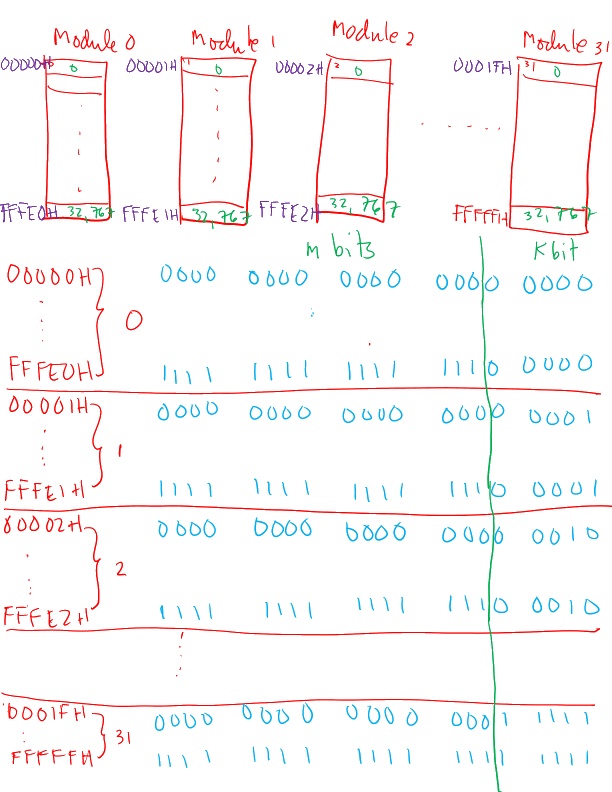 Module 0 Module 1 Module 2 Module 31
00000H 0 00001H 1 0 00002H 2 0 0001FH 31 0
FFFE0H 32,767 FFFE1H 32,767 FFFE2H 32,767 FFFFFH 32,767
m bits K bit
00000H 0000 0000 0000 0000 0000
0
FFFE0H 1111 1111 1111 1110 0000
00001H 0000 0000 0000 0000 0001
1
FFFE1H 1111 1111 1111 1110 0001
00002H 0000 0000 0000 0000 0010
2
FFFE2H 1111 1111 1111 1110 0010
0001FH 0000 0000 0000 0001 1111
31
FFFFFH 1111 1111 1111 1111 1111